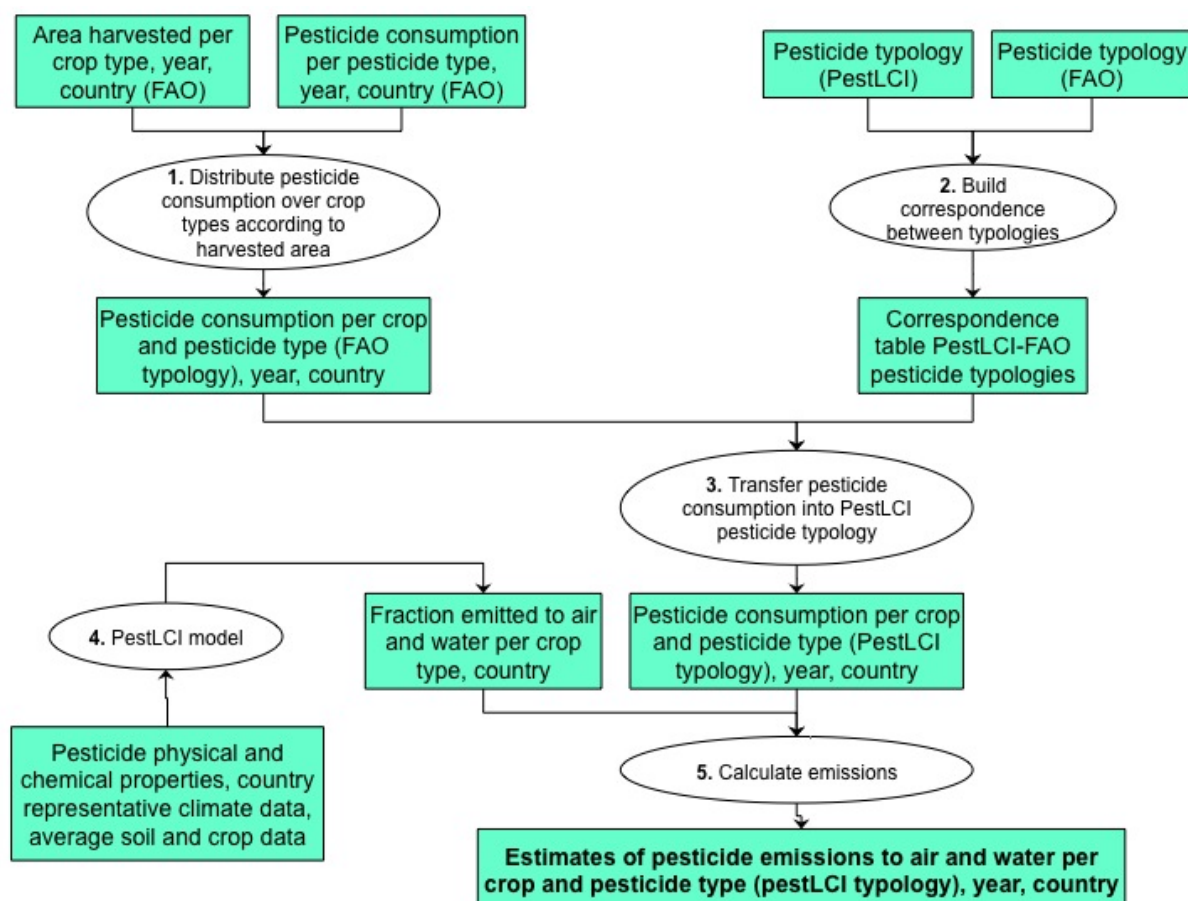 Area harvested per
crop type, year,
country (FAO)
Pesticide consumption
per pesticide type,
year, country (FAO)
Pesticide typology
(PestLCI)
Pesticide typology
(FAO)
1. Distribute pesticide
consumption over crop
types according to
harvested area
2. Build
correspondence
between typologies
Pesticide consumption per crop
and pesticide type (FAO
typology), year, country
Correspondence
table PestLCI-FAO
pesticide typologies
3. Transfer pesticide
consumption into PestLCI
pesticide typology
4. PestLCI model
Fraction emitted to air
and water per crop
type, country
Pesticide consumption per crop
and pesticide type (PestLCI
typology), year, country
Pesticide physical and
chemical properties, country
representative climate data,
average soil and crop data
5. Calculate emissions
Estimates of pesticide emissions to air and water per
crop and pesticide type (pestLCI typology), year, country